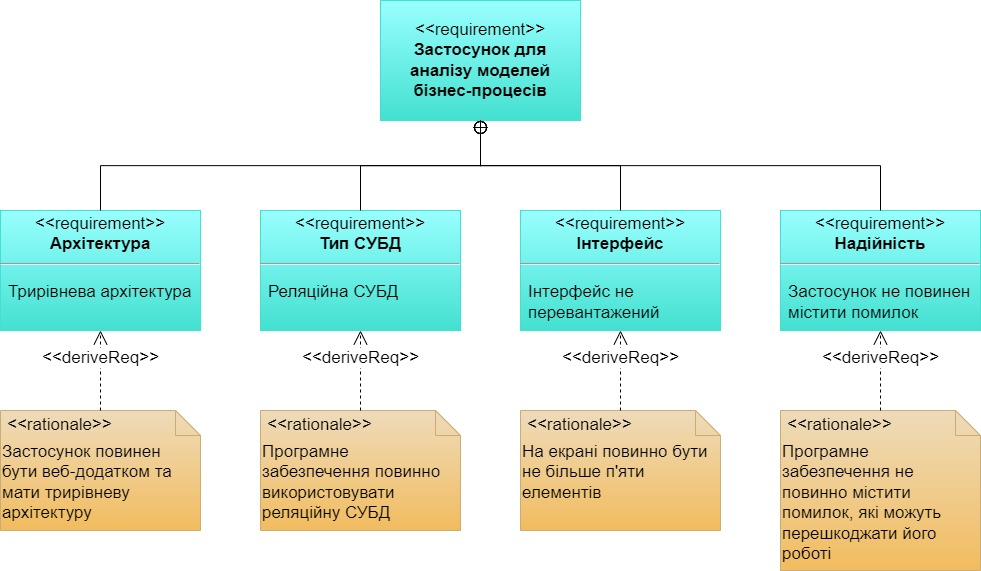 <<requirement>>
Застосунок для
аналізу моделей
бізнес-процесів
<<requirement>>
Архітектура
Трирівнева архітектура
<<requirement>>
Тип СУБД
Реляційна СУБД
<<requirement>>
Інтерфейс
Інтерфейс не
перевантажений
<<requirement>>
Надійність
Застосунок не повинен
містити помилок
<<deriveReq>>
<<deriveReq>>
<<deriveReq>>
<<deriveReq>>
<<rationale>>
Застосунок повинен
бути веб-додатком та
мати трирівневу
архітектуру
<<rationale>>
Програмне
забезпечення повинно
використовувати
реляційну СУБД
<<rationale>>
На екрані повинно бути
не більше п'яти
елементів
<<rationale>>
Програмне
забезпечення не
повинно містити
помилок, які можуть
перешкоджати його
роботі